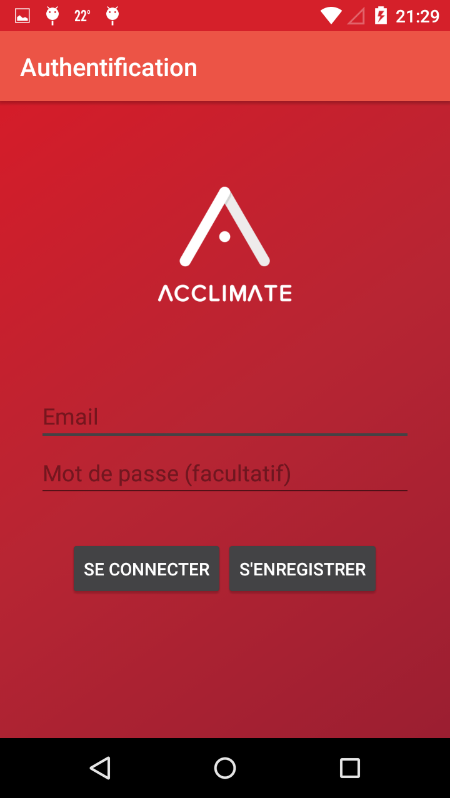 22°
21:29
Authentification
ACCLIMATE
Email
Mot de passe (facultatif)
SE CONNECTER
S'ENREGISTRER